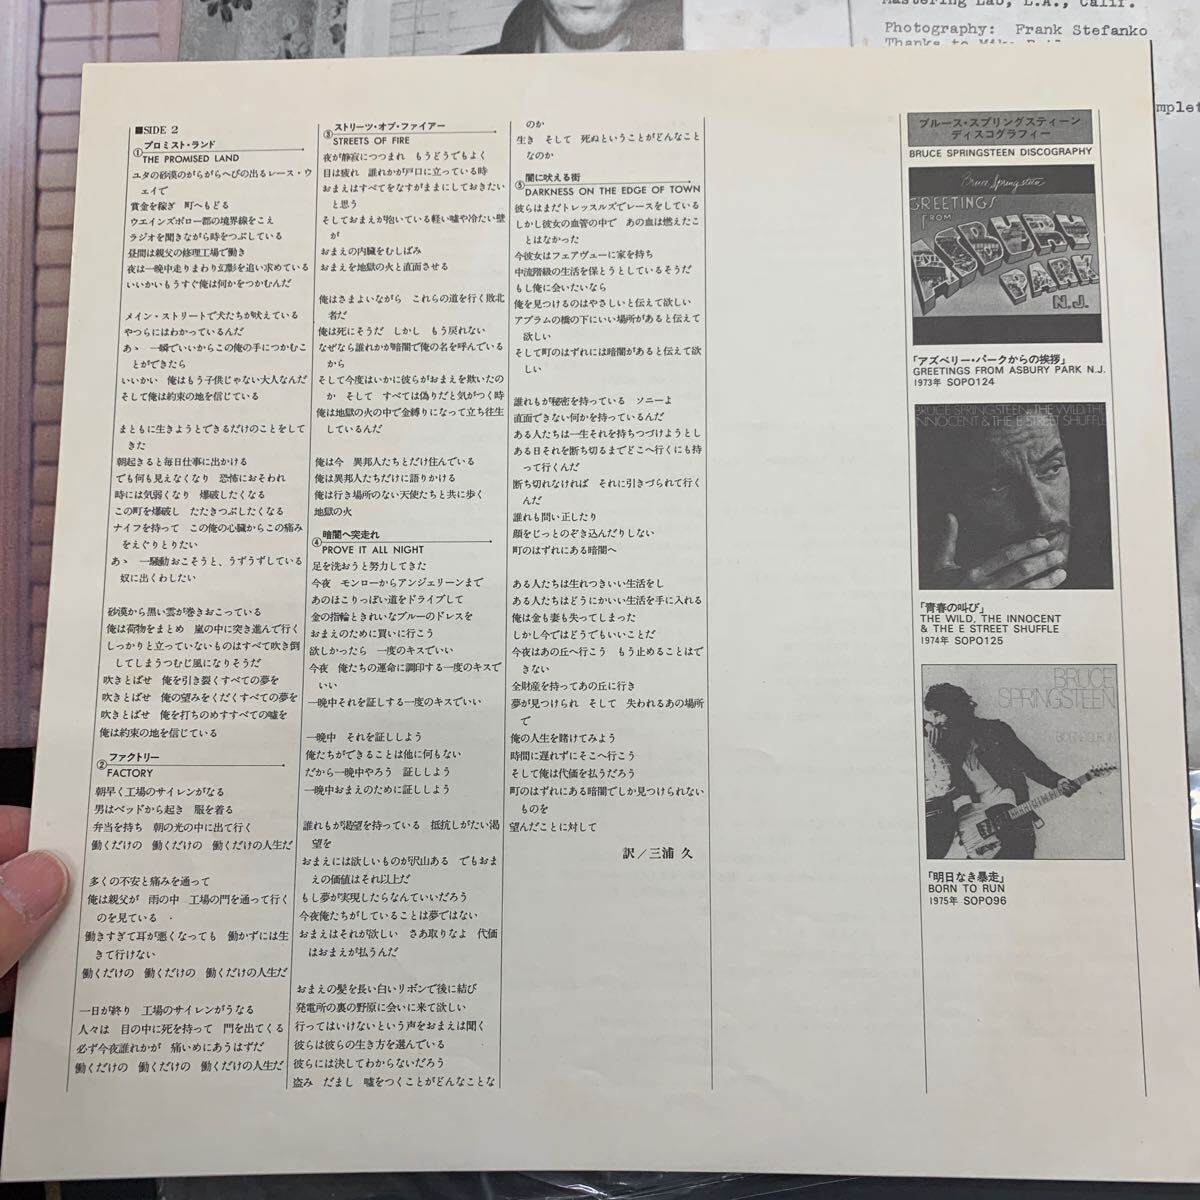 Mastering Lab, L.A., Calif.
Photography: Frank Stefanko
■SIDE 2
①プロミスト・ランド
THE PROMISED LAND
ユタの砂漠のがらがらへびの出るレース・ウ
ェイで
賞金を稼ぎ 町へもどる
ウエインズボロー郡の境界線をこえ
ラジオを聞きながら時をつぶしている
昼間は親父の修理工場で働き
夜は一晩中走りまわり幻影を追い求めている
いいかいもうすぐ俺は何かをつかむんだ
メイン・ストリートで犬たちが吠えている
やつらにはわかっているんだ
あゝ 一瞬でいいからこの俺の手につかむこ
とができたら
いいかい 俺はもう子供じゃない大人なんだ
そして俺は約束の地を信じている
まともに生きようとできるだけのことをして
きた
朝起きると毎日仕事に出かける
でも何も見えなくなり 恐怖におそわれ
時には気弱くなり 爆破したくなる
この町を爆破し たたきつぶしたくなる
ナイフを持って この俺の心臓からこの痛み
をえぐりとりたい
あゝ 一騒動おこそうと、うずうずしている
奴に出くわしたい
砂漠から黒い雲が巻きおこっている
俺は荷物をまとめ 嵐の中に突き進んで行く
しっかりと立っていないものはすべて吹き倒
してしまうつむじ風になりそうだ
吹きとばせ 俺を引き裂くすべての夢を
吹きとばせ 俺の望みをくだくすべての夢を
吹きとばせ 俺を打ちのめすすべての嘘を
俺は約束の地を信じている
②ファクトリー
FACTORY
朝早く工場のサイレンがなる
男はベッドから起き 服を着る
弁当を持ち 朝の光の中に出て行く
働くだけの 働くだけの 働くだけの人生だ
多くの不安と痛みを通って
俺は親父が 雨の中 工場の門を通って行く
のを見ている
働きすぎて耳が悪くなっても 働かずには生
きて行けない
働くだけの 働くだけの 働くだけの人生だ
一日が終り 工場のサイレンがうなる
人々は 目の中に死を持って 門を出てくる
必ず今夜誰れかが 痛いめにあうはずだ
働くだけの 働くだけの 働くだけの人生だ
③ストリーツ・オブ・ファイアー
STREETS OF FIRE
夜が静寂につつまれ もうどうでもよく
目は疲れ 誰れかが戸口に立っている時
おまえはすべてをなすがままにしておきたい
と思う
そしておまえが抱いている軽い嘘や冷たい壁
が
おまえの内臓をむしばみ
おまえを地獄の火と直面させる
俺はさまよいながら これらの道を行く敗北
者だ
俺は死にそうだ しかし もう戻れない
なぜなら誰れかが暗闇で俺の名を呼んでいる
から
そして今度はいかに彼らがおまえを欺いたの
か そして すべては偽りだと気がつく時
俺は地獄の火の中で金縛りになって立ち往生
しているんだ
俺は今 異邦人たちとだけ住んでいる
俺は異邦人たちだけに語りかける
俺は行き場所のない天使たちと共に歩く
地獄の火
④暗闇へ突走れ
PROVE IT ALL NIGHT
足を洗おうと努力してきた
今夜 モンローからアンジェリーンまで
あのほこりっぽい道をドライブして
金の指輪ときれいなブルーのドレスを
おまえのために買いに行こう
欲しかったら 一度のキスでいい
今夜 俺たちの運命に調印する一度のキスで
いい
一晩中それを証しする一度のキスでいい
一晩中 それを証ししよう
俺たちができることは他に何もない
だから一晩中やろう 証ししよう
一晩中おまえのために証ししよう
誰れもが渇望を持っている 抵抗しがたい渇
望を
おまえには欲しいものが沢山ある でもおま
えの価値はそれ以上だ
もし夢が実現したらなんていいだろう
今夜俺たちがしていることは夢ではない
おまえはそれが欲しい さあ取りなよ 代価
はおまえが払うんだ
おまえの髪を長い白いリボンで後に結び
発電所の裏の野原に会いに来て欲しい
行ってはいけないという声をおまえは聞く
彼らは彼らの生き方を選んでいる
彼らには決してわからないだろう
盗み だまし 嘘をつくことがどんなことな
のか
生き そして 死ぬということがどんなこと
なのか
⑤闇に吠える街
DARKNESS ON THE EDGE OF TOWN
彼らはまだトレッスルズでレースをしている
しかし彼女の血管の中で あの血は燃えたこ
とはなかった
今彼女はフェアヴューに家を持ち
中流階級の生活を保とうとしているそうだ
もし俺に会いたいなら
俺を見つけるのはやさしいと伝えて欲しい
アブラムの橋の下にいい場所があると伝えて
欲しい
そして町のはずれには暗闇があると伝えて欲
しい
誰れもが秘密を持っている ソニーよ
直面できない何かを持っているんだ
ある人たちは一生それを持ちつづけようとし
ある日それを断ち切るまでどこへ行くにも持
って行くんだ
断ち切れなければ それに引きづられて行く
んだ
誰れも問い正したり
顔をじっとのぞき込んだりしない
町のはずれにある暗闇へ
ある人たちは生れつきいい生活をし
ある人たちはどうにかいい生活を手に入れる
俺は金も妻も失ってしまった
しかし今ではどうでもいいことだ
今夜はあの丘へ行こう もう止めることはで
きない
全財産を持ってあの丘に行き
夢が見つけられ そして 失われるあの場所
で
俺の人生を賭けてみよう
時間に遅れずにそこへ行こう
そして俺は代価を払うだろう
町のはずれにある暗闇でしか見つけられない
ものを
望んだことに対して
訳/三浦 久
ブルース・スプリングスティーン
ディスコグラフィー
BRUCE SPRINGSTEEN DISCOGRAPHY
Bruce Springsteen
GREETINGS
FROM
ASBURY
PARK
N.J.
「アズベリー・パークからの挨拶」
GREETINGS FROM ASBURY PARK N.J.
1973年 SOPO124
BRUCE SPRINGSTEEN: THE WILD, THE
INNOCENT & THE E STREET SHUFFLE
「青春の叫び」
THE WILD, THE INNOCENT
& THE E STREET SHUFFLE
1974年 SOPO125
BRUCE
SPRINGSTEEN
BORN TO RUN
「明日なき暴走」
BORN TO RUN
1975年 SOPO96